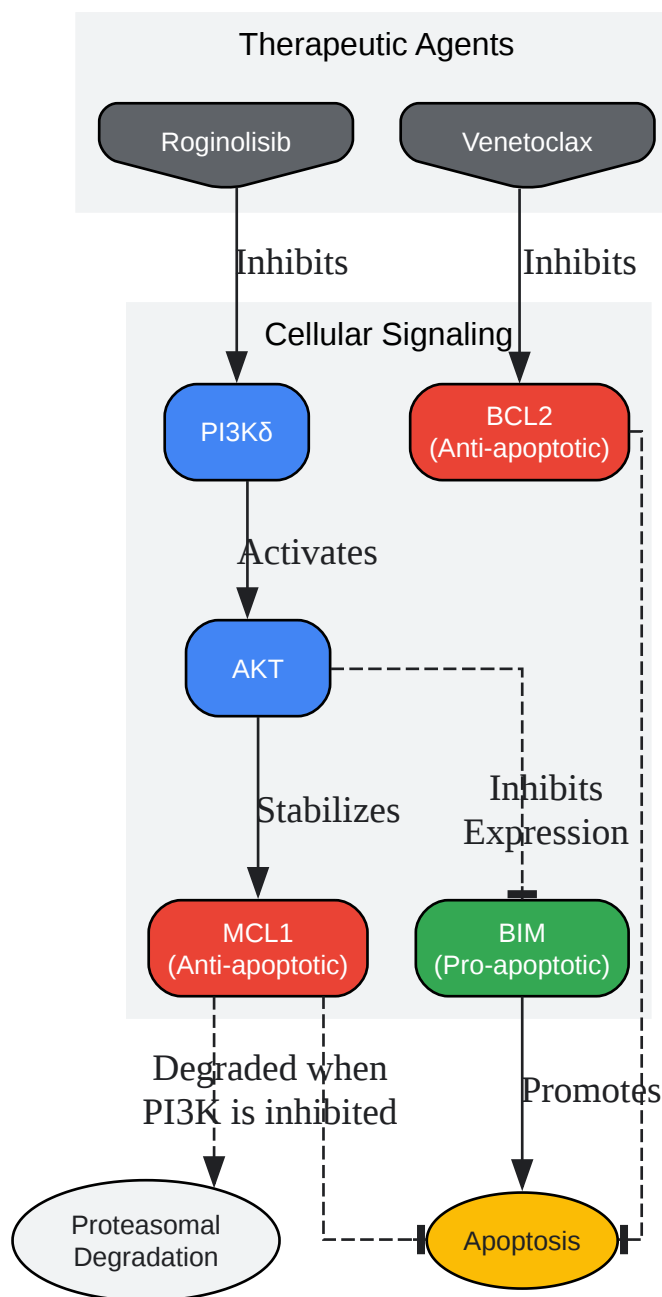 Therapeutic Agents
Roginolisib
Venetoclax
Inhibits
Inhibits
Cellular Signaling
PI3Kδ
BCL2
(Anti-apoptotic)
Activates
AKT
Stabilizes
Inhibits
Expression
MCL1
(Anti-apoptotic)
BIM
(Pro-apoptotic)
Degraded when
PI3K is inhibited
Promotes
Proteasomal
Degradation
Apoptosis